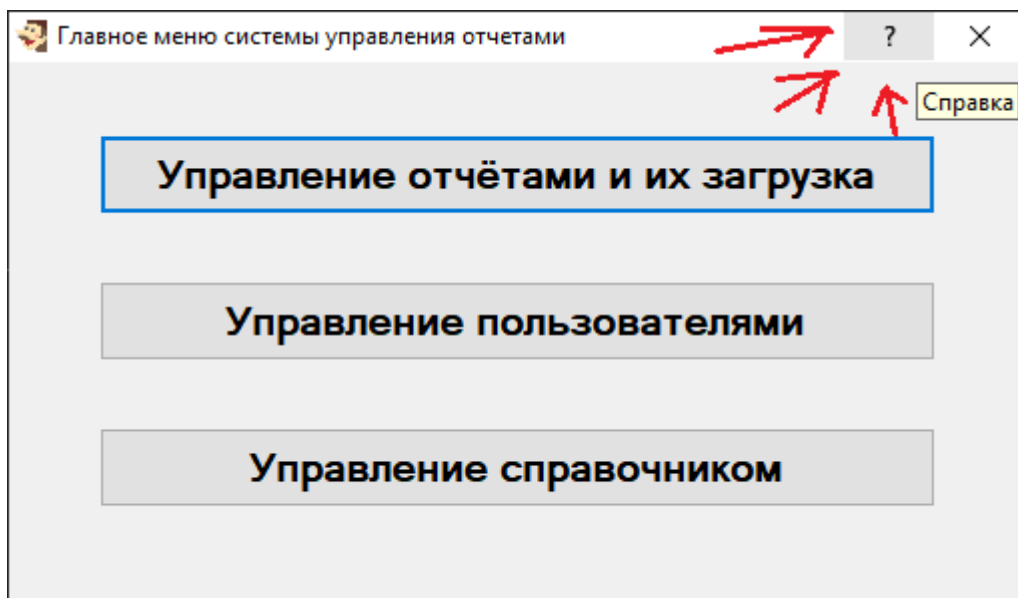 Главное меню системы управления отчетами ?
Справка
Управление отчётами и их загрузка
Управление пользователями
Управление справочником